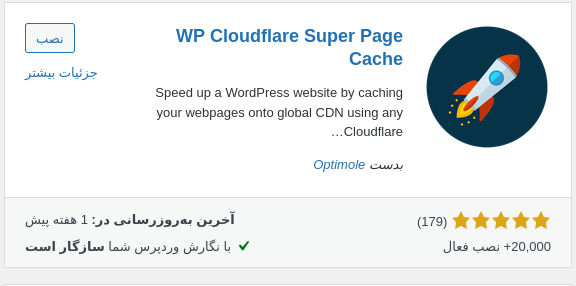 WP Cloudflare Super Page
Cache
نصب
جزئیات بیشتر
Speed up a WordPress website by caching
your webpages onto global CDN using any
Cloudflare…
بدست Optimole
(179)
آخرین به‌روزرسانی در: 1 هفته پیش
20,000+ نصب فعال
با نگارش وردپرس شما سازگار است